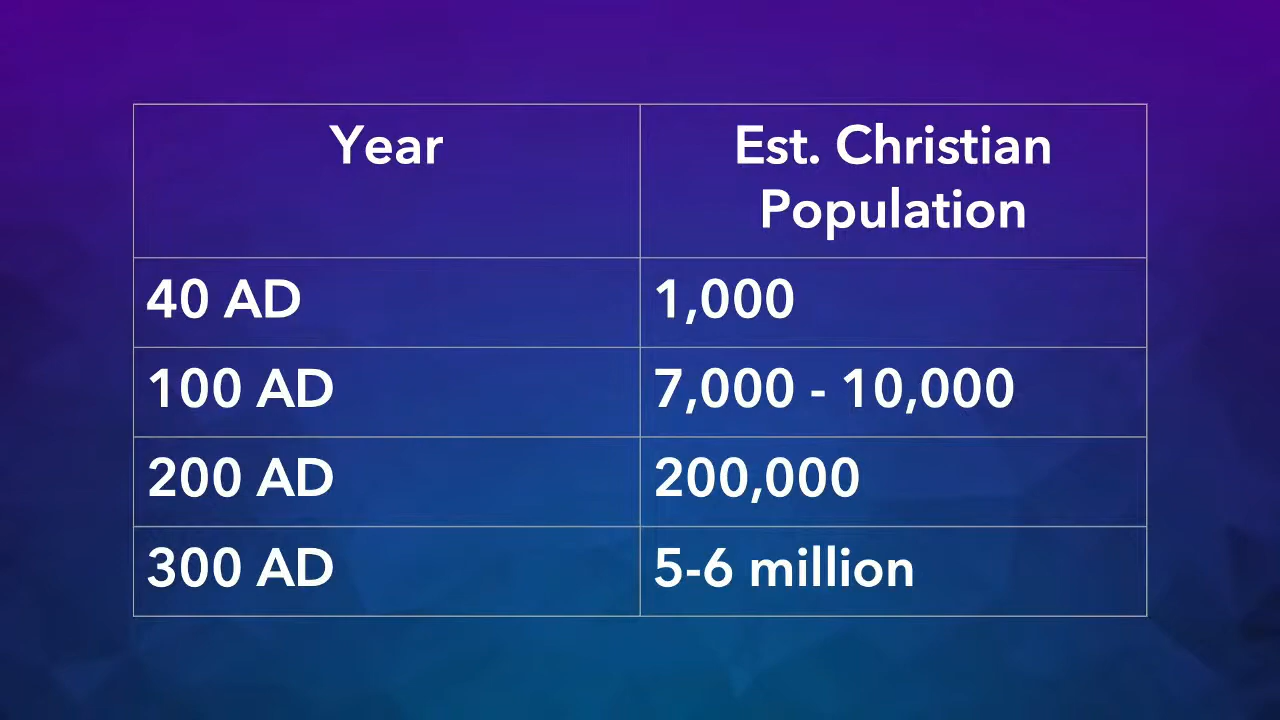 Year
Est. Christian
Population
40 AD
1,000
100 AD
7,000 - 10,000
200 AD
200,000
300 AD
5-6 million